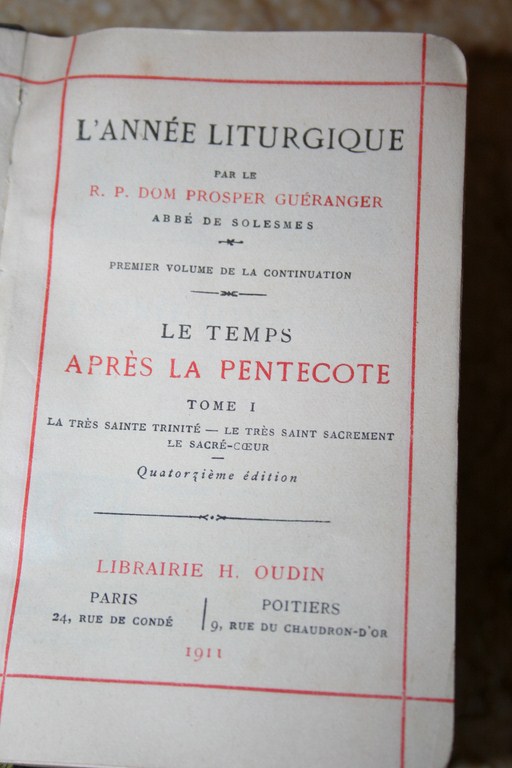 L'ANNÉE LITURGIQUE
PAR LE
R. P. DOM PROSPER GUÉRANGER
ABBÉ DE SOLESMES
PREMIER VOLUME DE LA CONTINUATION
LE TEMPS
APRÈS LA PENTECOTE
TOME I
LA TRÈS SAINTE TRINITÉ — LE TRÈS SAINT SACREMENT
LE SACRÉ-CŒUR
Quatorzième édition
LIBRAIRIE H. OUDIN
PARIS
24, RUE DE CONDÉ
POITIERS
9, RUE DU CHAUDRON-D'OR
1911